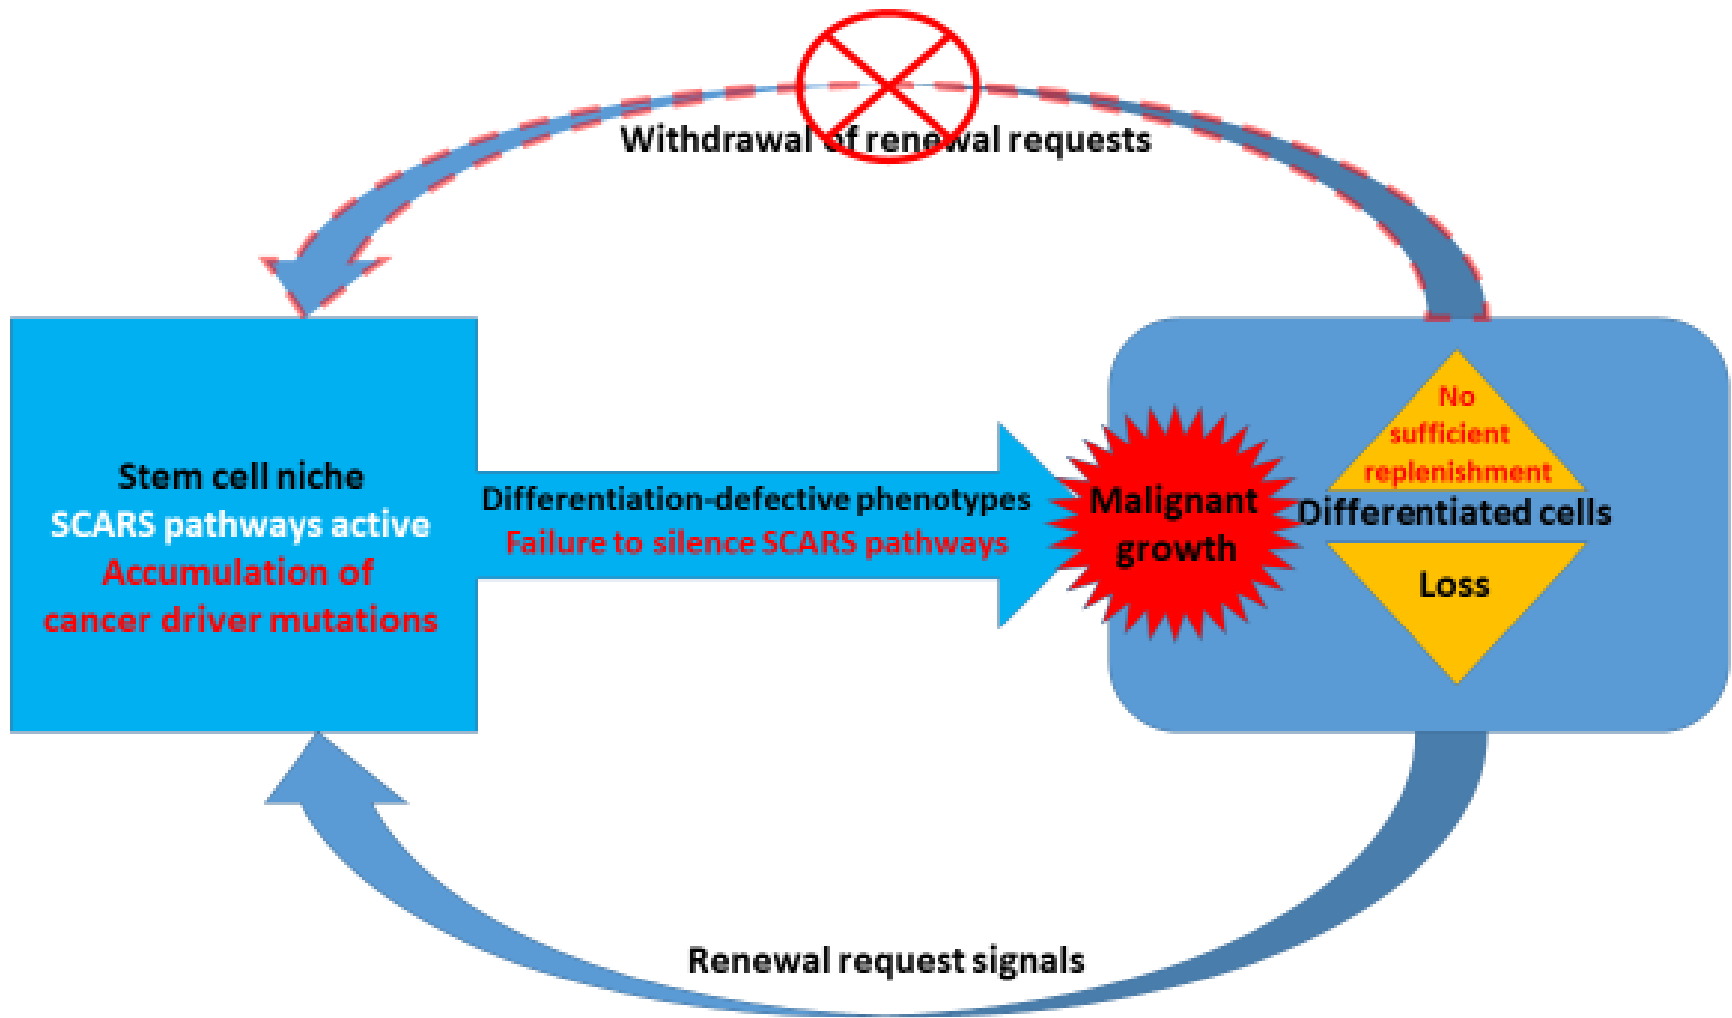 Withdrawal of renewal requests
Stem cell niche
SCARS pathways active
Accumulation of
cancer driver mutations
Differentiation-defective phenotypes
Failure to silence SCARS pathways
Malignant
growth
No
sufficient
replenishment
Differentiated cells
Loss
Renewal request signals